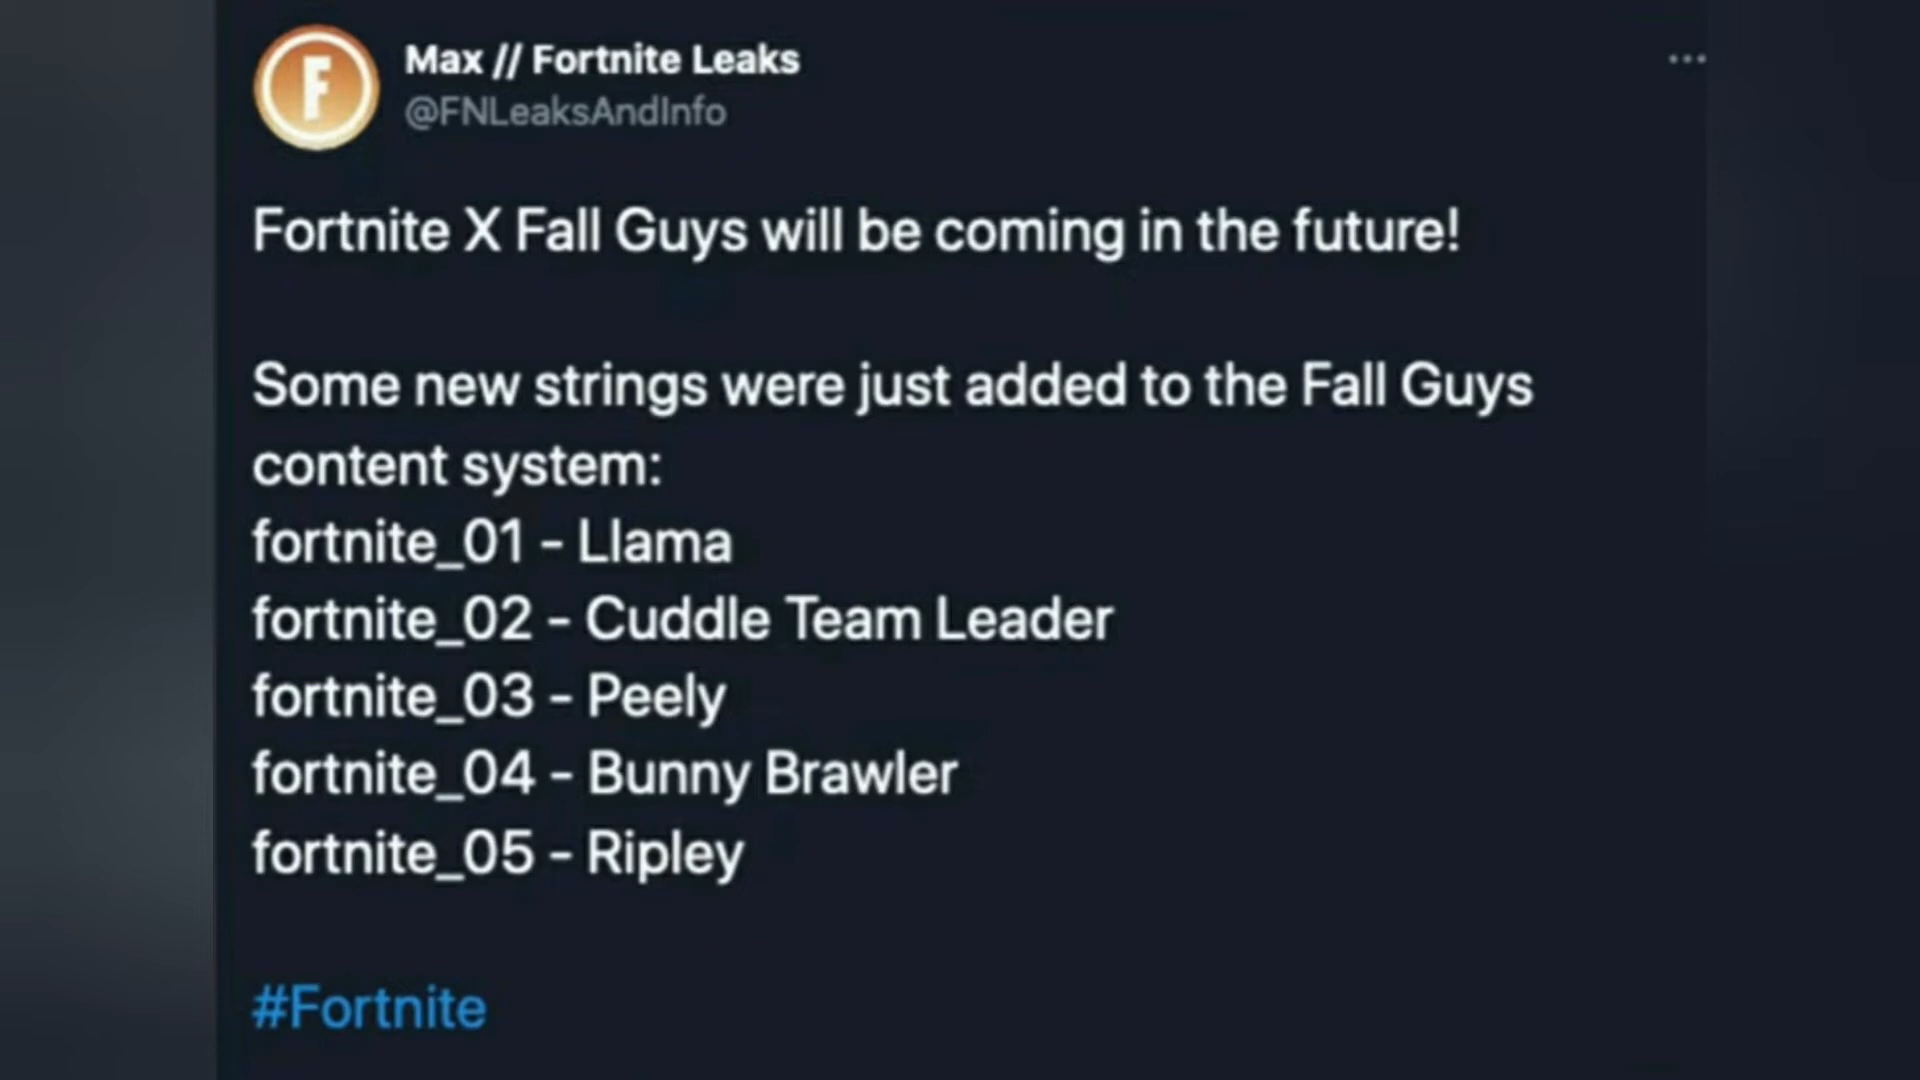 F
Max // Fortnite Leaks
@FNLeaksAndInfo
Fortnite X Fall Guys will be coming in the future!
Some new strings were just added to the Fall Guys
content system:
fortnite_01 - Llama
fortnite_02 - Cuddle Team Leader
fortnite_03 - Peely
fortnite_04 - Bunny Brawler
fortnite_05 - Ripley
#Fortnite